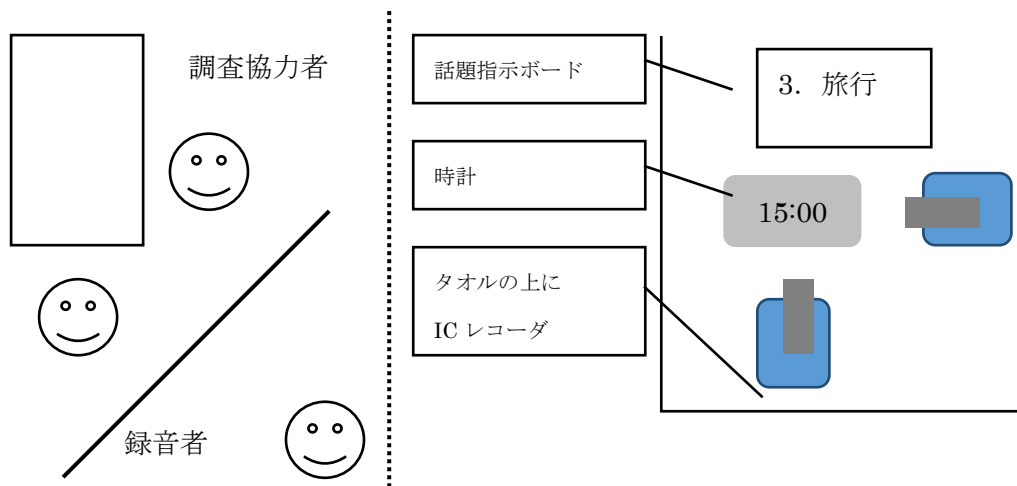 調査協力者
録音者
話題指示ボード
時計
タオルの上に
IC レコーダ
3．旅行
15:00